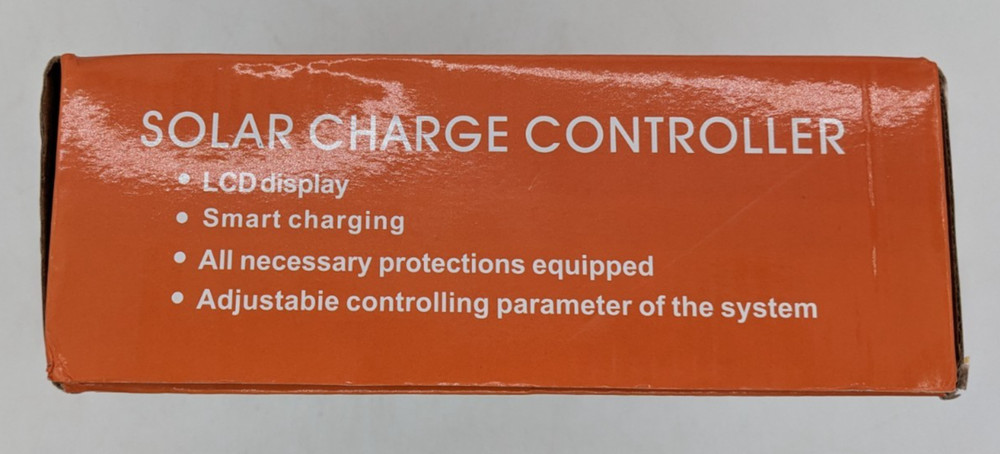 SOLAR CHARGE CONTROLLER
• LCD display
• Smart charging
• All necessary protections equipped
• Adjustabie controlling parameter of the system